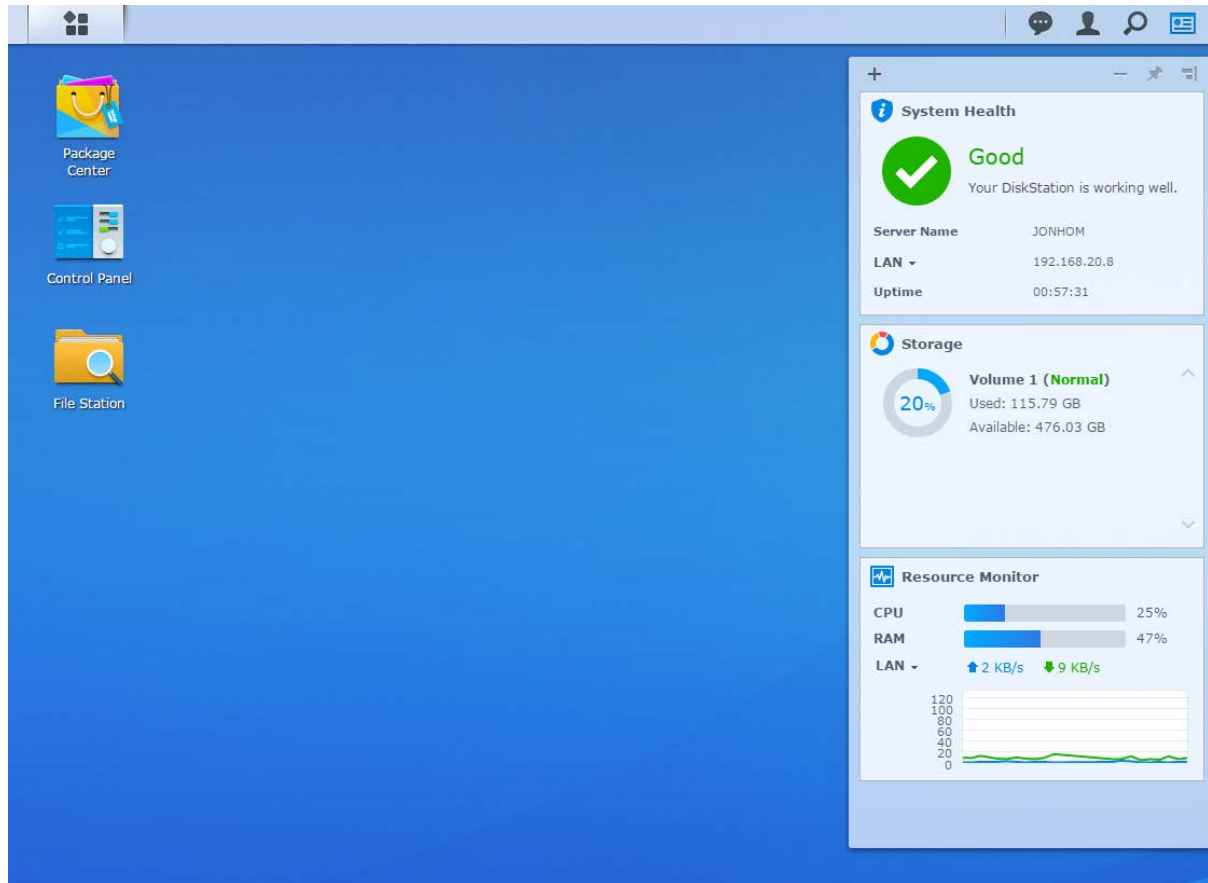 Package
Center
Control Panel
File Station
System Health
Good
Your DiskStation is working well.
Server Name JONHOM
LAN 192.168.20.8
Uptime 00:57:31
Storage
20%
Volume 1 (Normal)
Used: 115.79 GB
Available: 476.03 GB
Resource Monitor
CPU 25%
RAM 47%
LAN 2 KB/s 9 KB/s
120
100
80
60
40
20
0